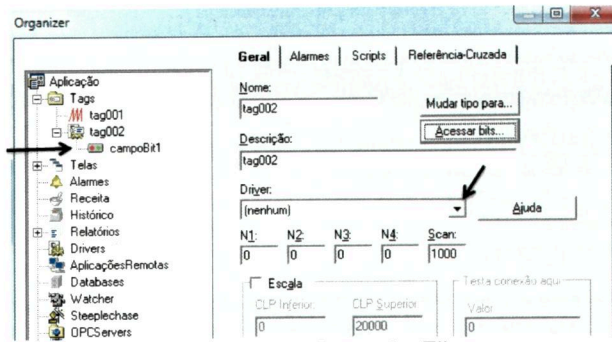 Organizer
Geral
Alarmes
Scripts
Referência-Cruzada
Aplicação
Tags
tag001
tag002
campoBit1
Telas
Alarmes
Receita
Histórico
Relatórios
Drivers
AplicaçõesRemotas
Databases
Watcher
Steeplechase
OPCServers
Nome:
tag002
Mudar tipo para...
Acessar bits...
Descrição:
tag002
Driver:
(nenhum)
Ajuda
N1: N2: N3: N4: Scan:
0 0 0 0 1000
Escala
CLP Inferior: CLP Superior:
0 20000
Testa conexão aqui
Valor
0